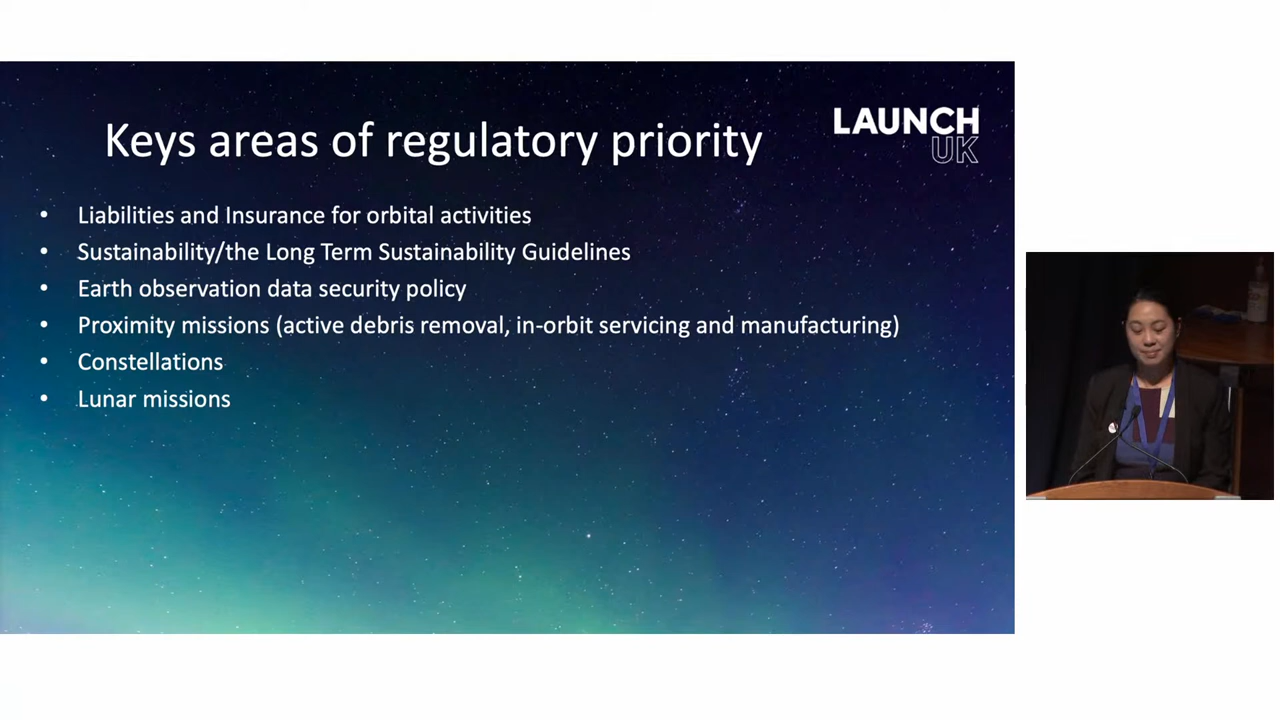 Keys areas of regulatory priority
LAUNCH
UK
• Liabilities and Insurance for orbital activities
• Sustainability/the Long Term Sustainability Guidelines
• Earth observation data security policy
• Proximity missions (active debris removal, in-orbit servicing and manufacturing)
• Constellations
• Lunar missions